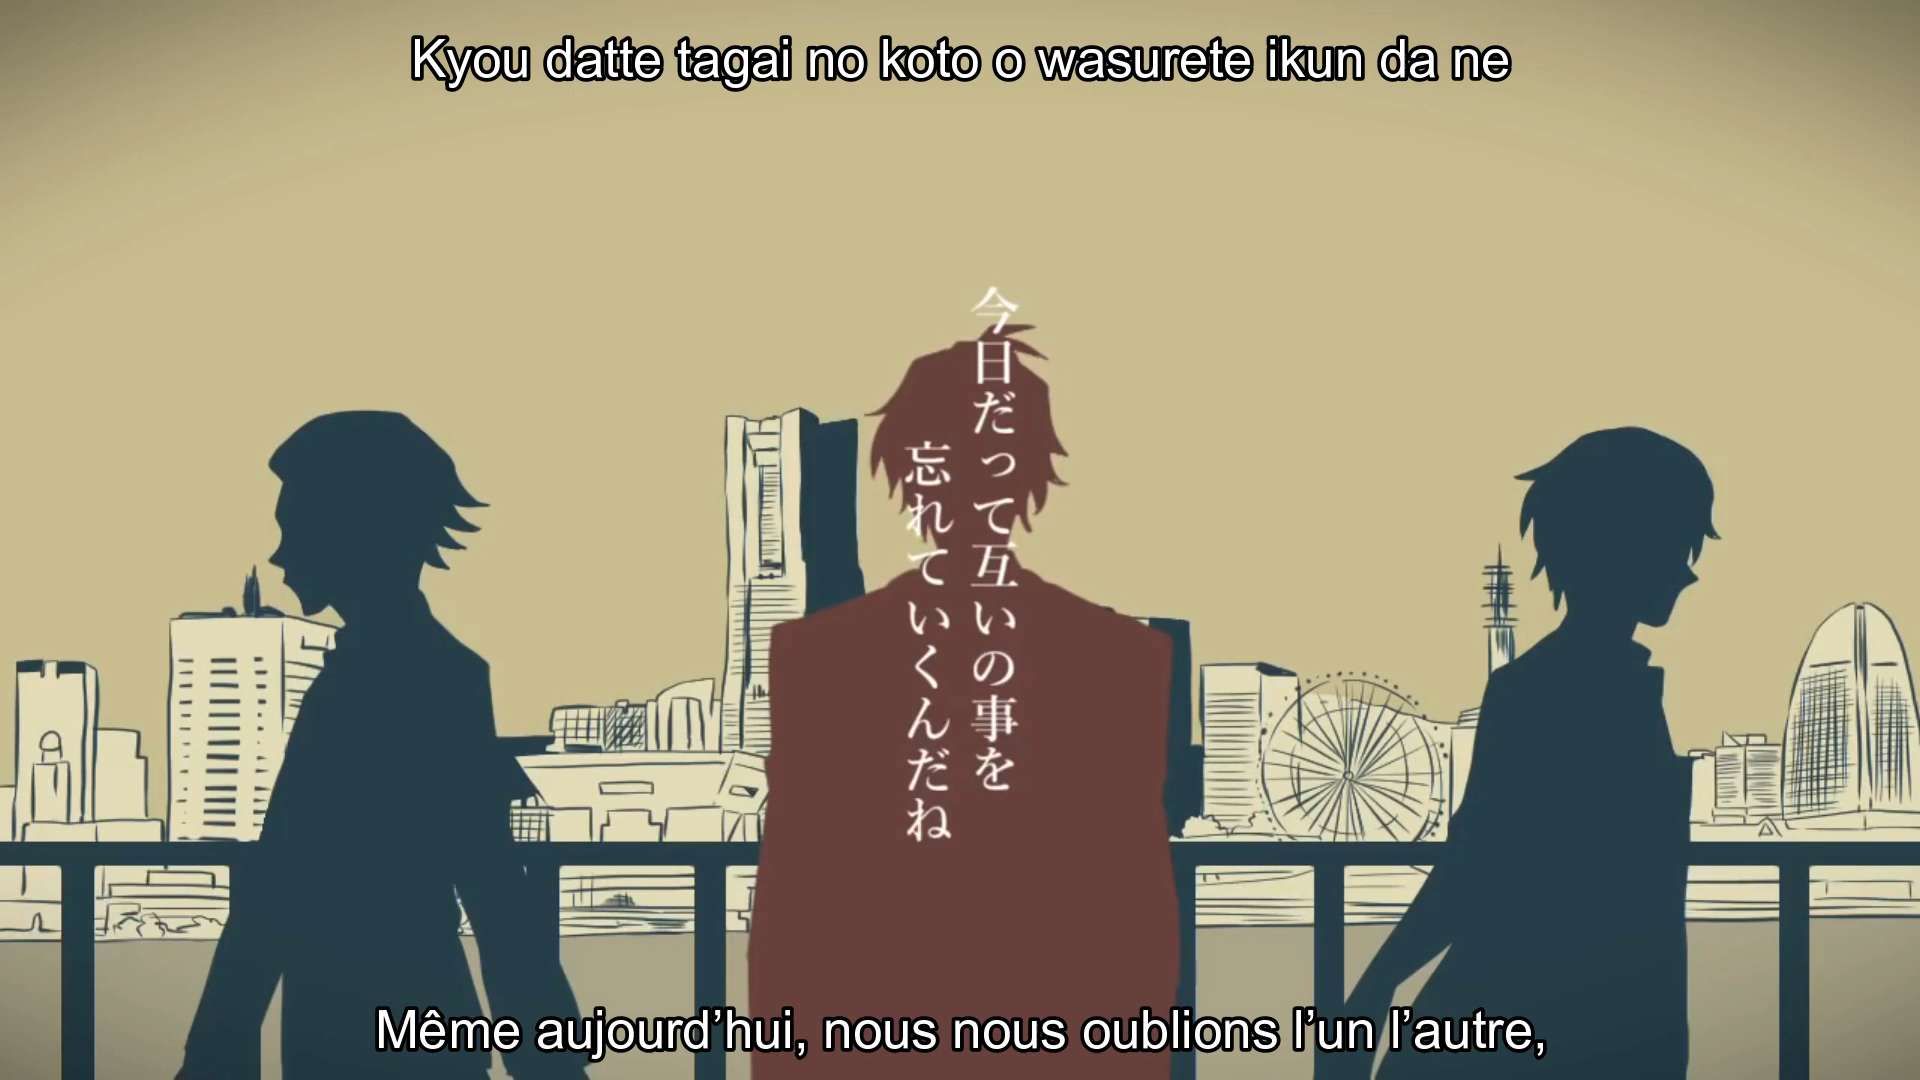 Kyou datte tagai no koto o wasurete ikun da ne
今日だって互いの事を
忘れていくんだね
Même aujourd’hui, nous nous oublions l’un l’autre,